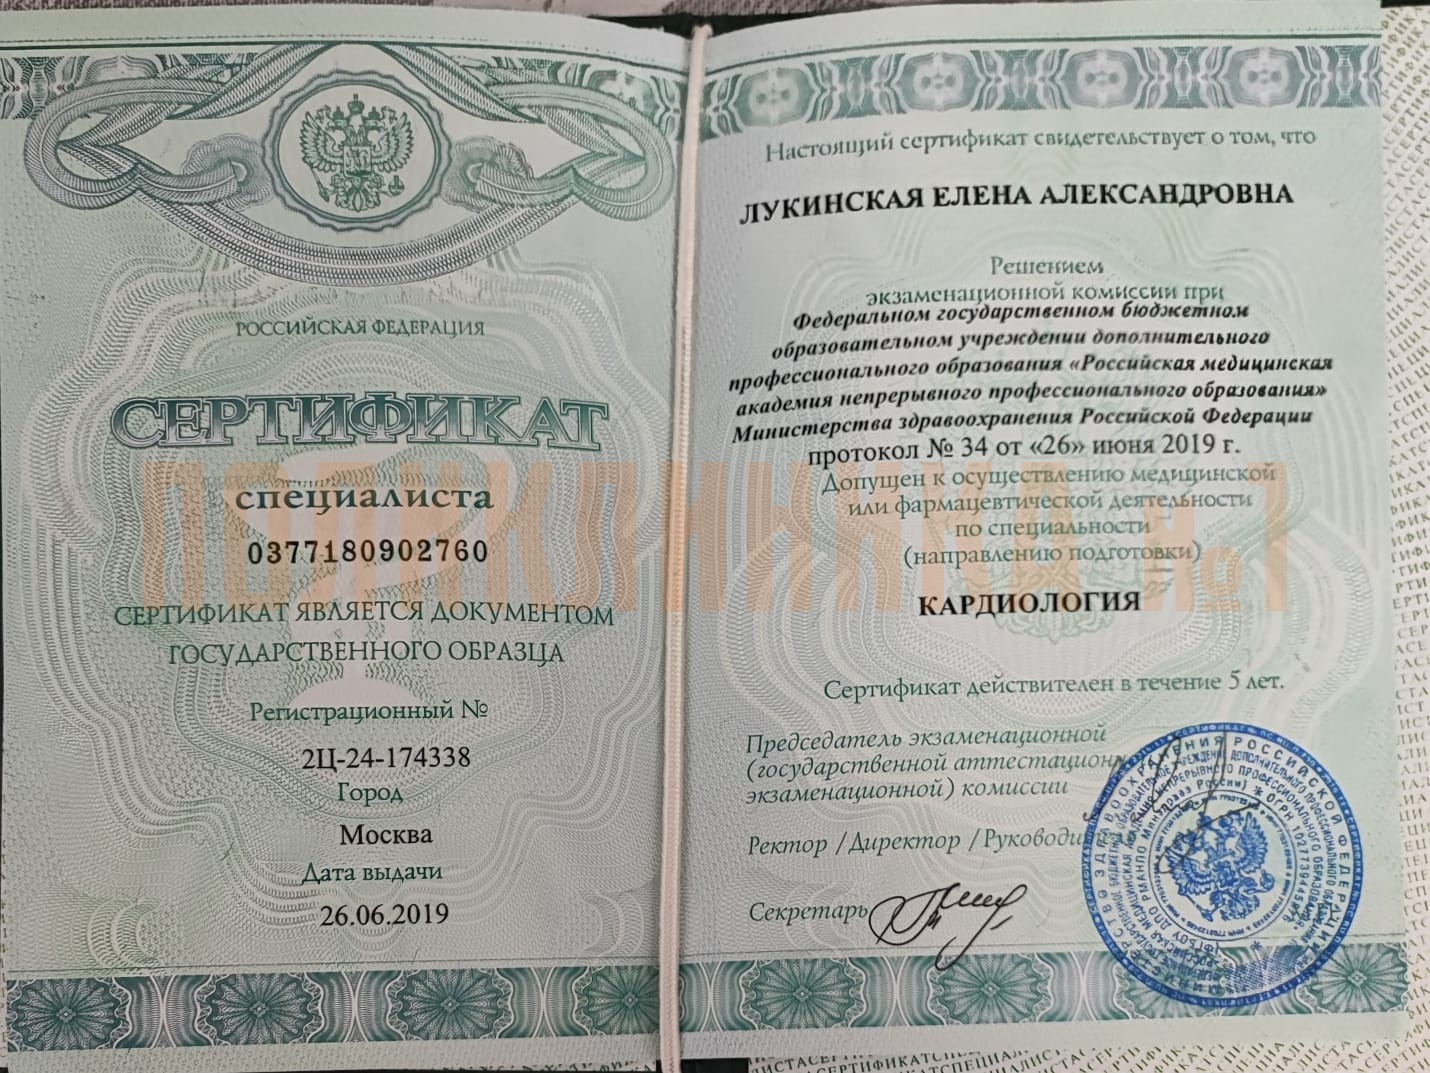 РОССИЙСКАЯ ФЕДЕРАЦИЯ
СЕРТИФИКАТ
специалиста
0377180902760
СЕРТИФИКАТ ЯВЛЯЕТСЯ ДОКУМЕНТОМ
ГОСУДАРСТВЕННОГО ОБРАЗЦА
Регистрационный №
2Ц-24-174338
Город
Москва
Дата выдачи
26.06.2019
Настоящий сертификат свидетельствует о том, что
ЛУКИНСКАЯ ЕЛЕНА АЛЕКСАНДРОВНА
Решением
экзаменационной комиссии при
Федеральном государственном бюджетном
образовательном учреждении дополнительного
профессионального образования «Российская медицинская
академия непрерывного профессионального образования»
Министерства здравоохранения Российской Федерации
протокол № 34 от «26» июня 2019 г.
Допущен к осуществлению медицинской
или фармацевтической деятельности
по специальности
(направлению подготовки)
КАРДИОЛОГИЯ
Сертификат действителен в течение 5 лет.
Председатель экзаменационной
(государственной аттестацион
экзаменационной) комиссии
Ректор / Директор / Руководи
Секретарь
ПОЛИКЛИНИКА №1